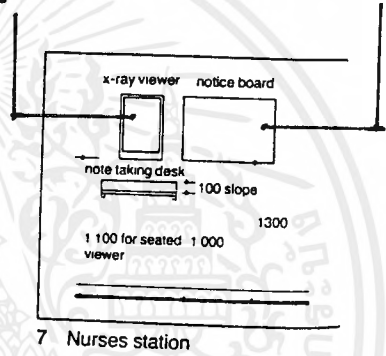 x-ray viewer notice board
note taking desk
100 slope
1300
1 100 for seated 1 000
viewer
7 Nurses station